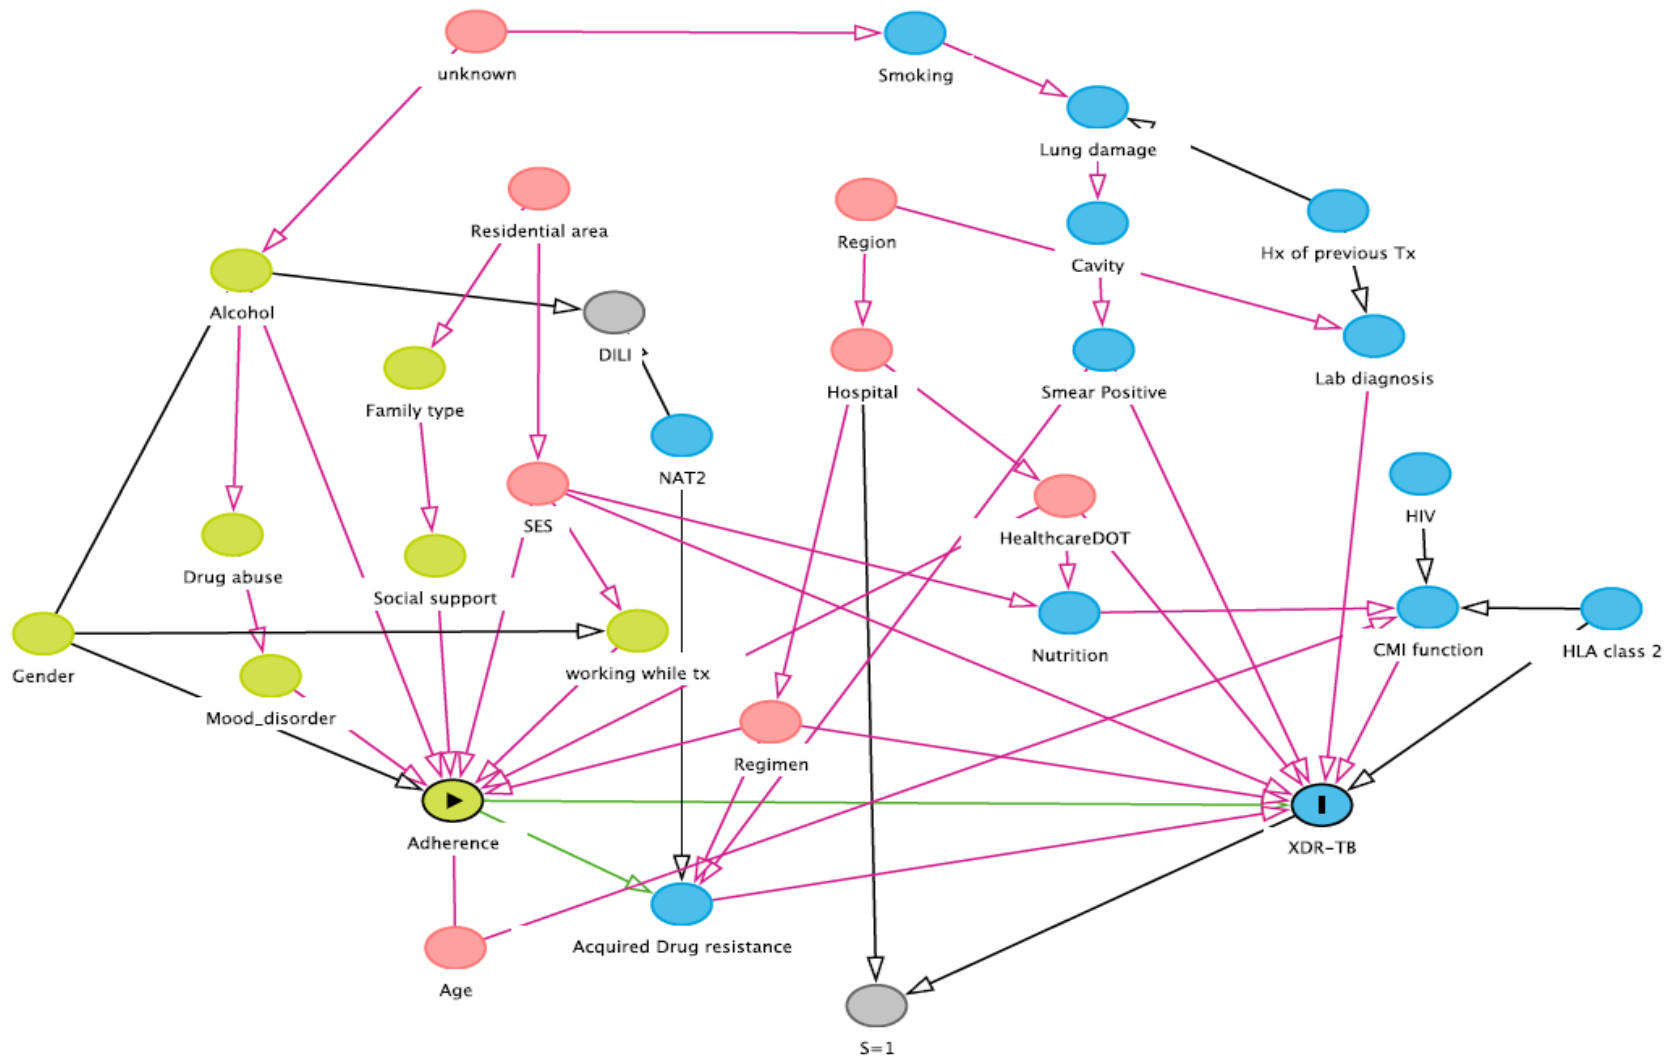 unknown
Smoking
Lung damage
Residential area
Region
Hx of previous Tx
Cavity
Alcohol
DILI
Lab diagnosis
Hospital
Smear Positive
Family type
NAT2
HIV
SES
HealthcareDOT
Drug abuse
Social support
CMI function
HLA class 2
Nutrition
Gender
working while tx
Mood_disorder
Regimen
Adherence
XDR-TB
Acquired Drug resistance
Age
S=1